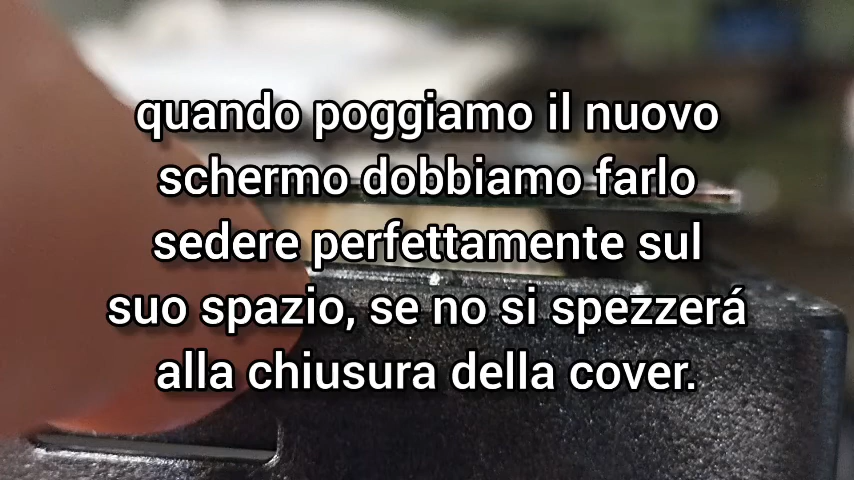 quando poggiamo il nuovo
schermo dobbiamo farlo
sedere perfettamente sul
suo spazio, se no si spezzerá
alla chiusura della cover.